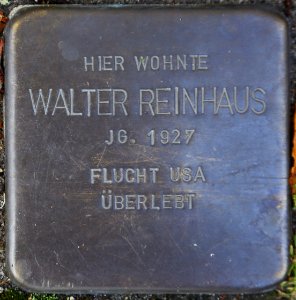 HIER WOHNTE
WALTER REINHAUS
JG. 1927
FLUCHT USA
ÜBERLEBT